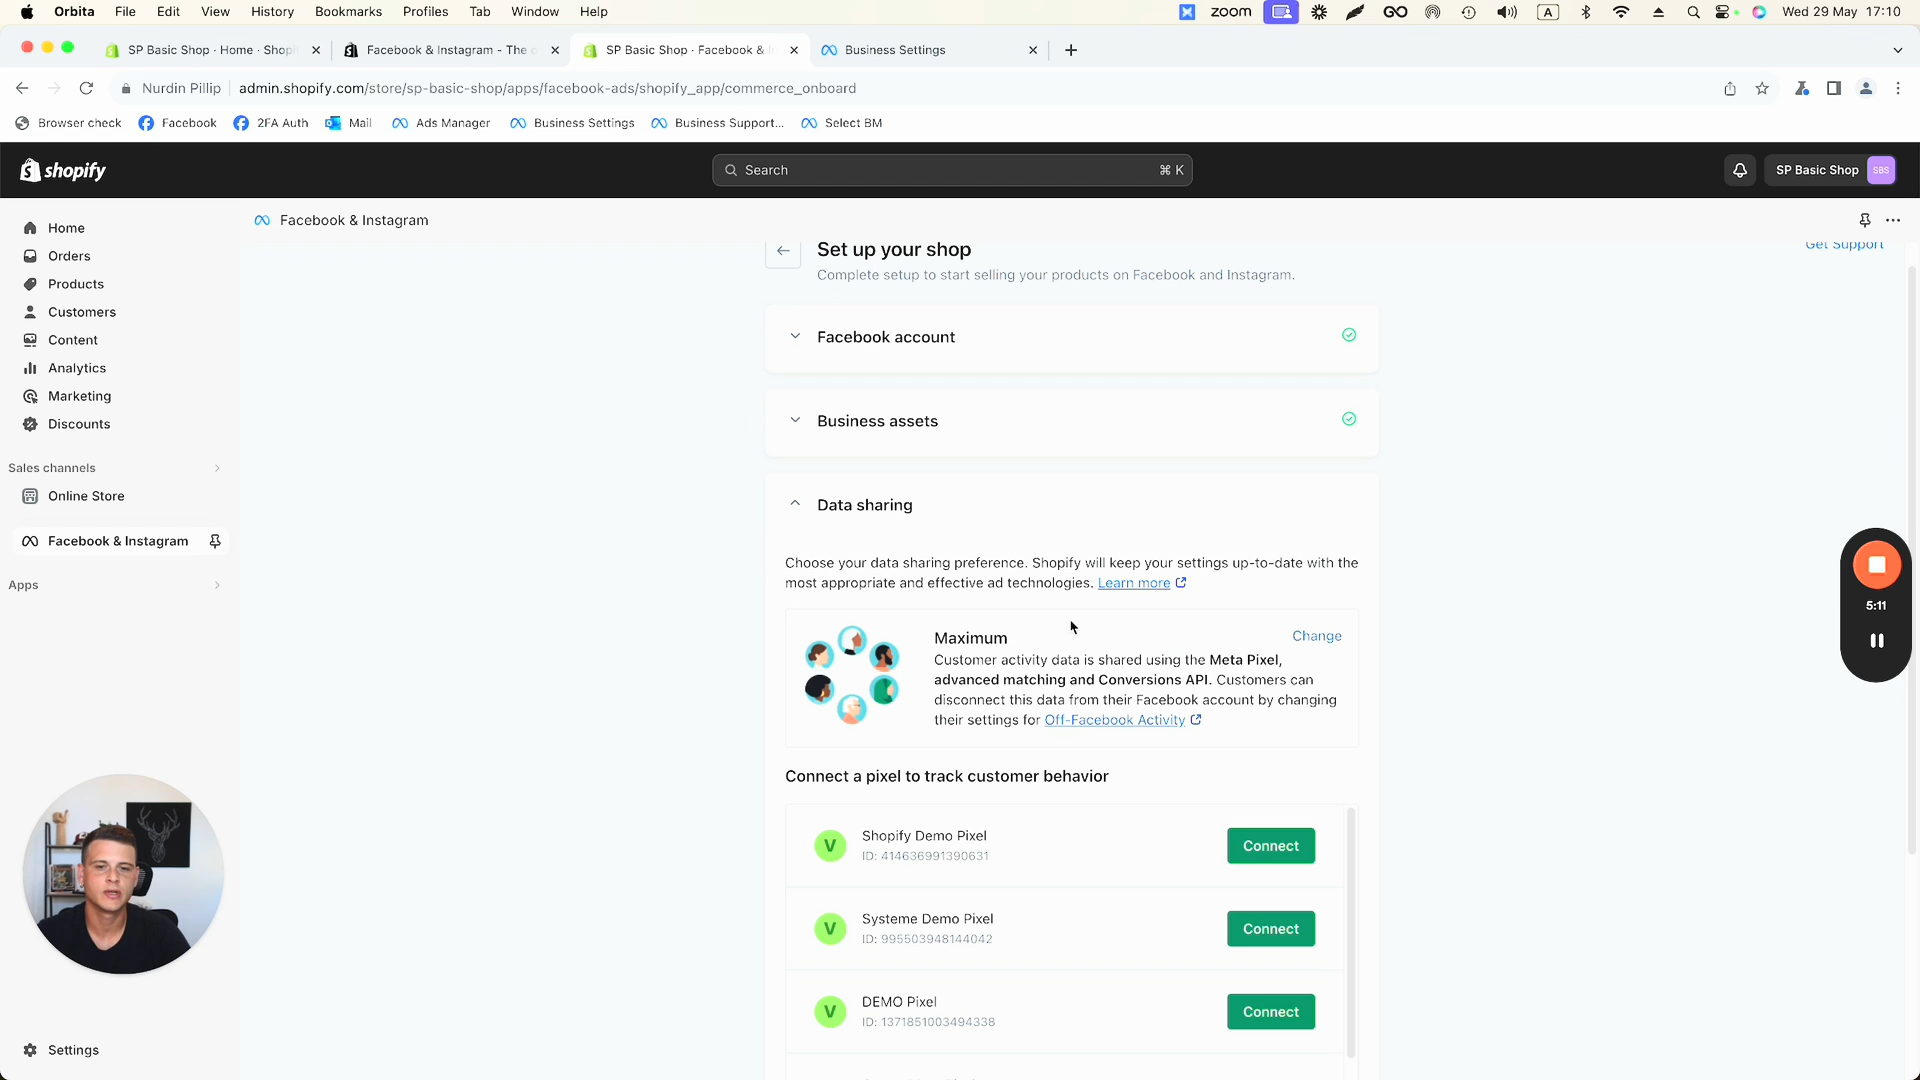 Orbita File Edit View History Bookmarks Profiles Tab Window Help zoom A Wed 29 May 17:10
SP Basic Shop · Home · Shopi Facebook & Instagram - The o SP Basic Shop · Facebook & I Business Settings
Nurdin Pillip admin.shopify.com/store/sp-basic-shop/apps/facebook-ads/shopify_app/commerce_onboard
Browser check Facebook 2FA Auth Mail Ads Manager Business Settings Business Support... Select BM
shopify Search ⌘ K SP Basic Shop SBS
Facebook & Instagram
Home
Orders
Products
Customers
Content
Analytics
Marketing
Discounts
Sales channels
Online Store
Facebook & Instagram
Apps
Settings
Set up your shop
Get Support
Complete setup to start selling your products on Facebook and Instagram.
Facebook account
Business assets
Data sharing
Choose your data sharing preference. Shopify will keep your settings up-to-date with the
most appropriate and effective ad technologies. Learn more
Maximum Change
Customer activity data is shared using the Meta Pixel,
advanced matching and Conversions API. Customers can
disconnect this data from their Facebook account by changing
their settings for Off-Facebook Activity
Connect a pixel to track customer behavior
V Shopify Demo Pixel Connect
ID: 414636991390631
V Systeme Demo Pixel Connect
ID: 995503948144042
V DEMO Pixel Connect
ID: 1371851003494338
5:11